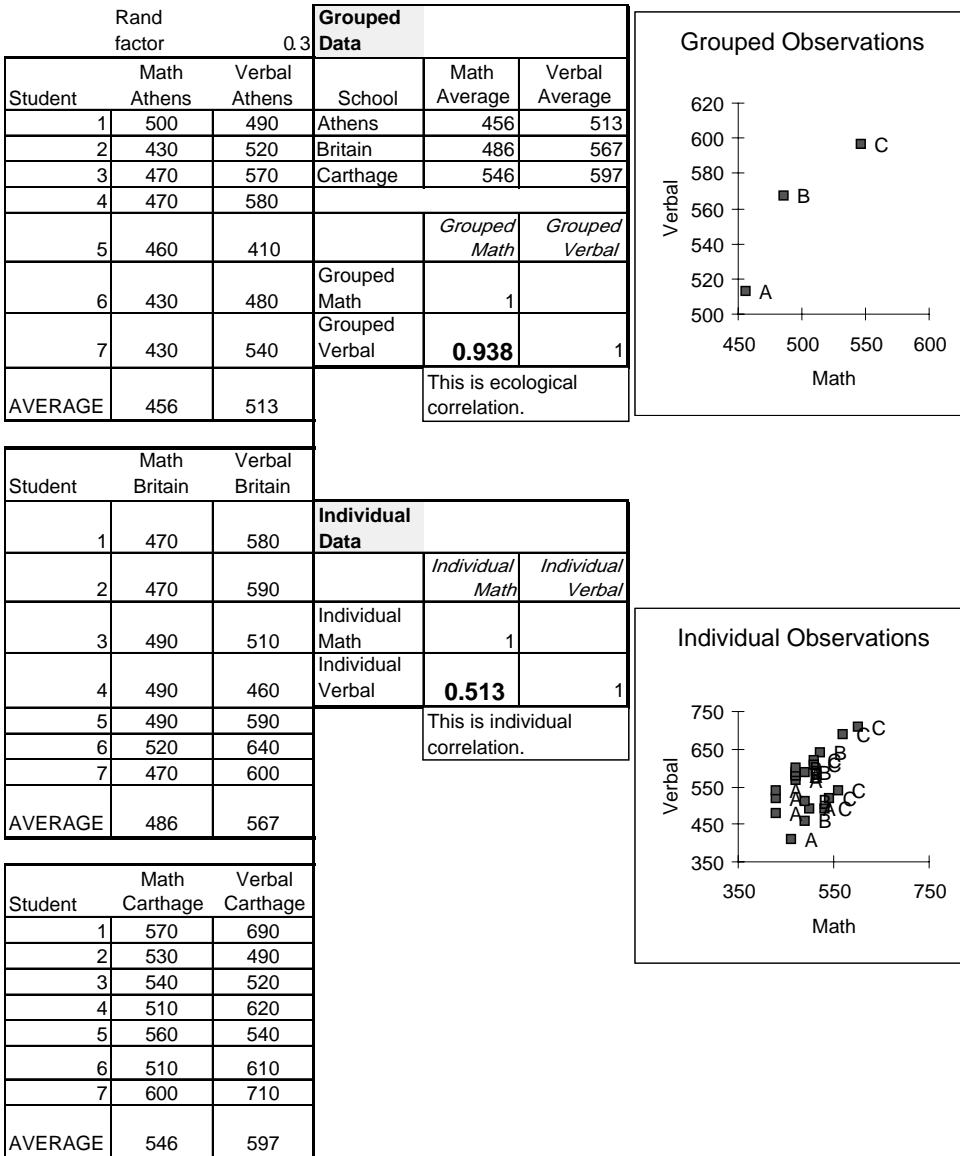 Rand
factor 0.3
Student Math Athens Verbal Athens
1 500 490
2 430 520
3 470 570
4 470 580
5 460 410
6 430 480
7 430 540
AVERAGE 456 513
Student Math Britain Verbal Britain
1 470 580
2 470 590
3 490 510
4 490 460
5 490 590
6 520 640
7 470 600
AVERAGE 486 567
Student Math Carthage Verbal Carthage
1 570 690
2 530 490
3 540 520
4 510 620
5 560 540
6 510 610
7 600 710
AVERAGE 546 597
Grouped
Data
School Math Average Verbal Average
Athens 456 513
Britain 486 567
Carthage 546 597
Grouped Math Grouped Verbal
Grouped Math 1
Grouped Verbal 0.938 1
This is ecological
correlation.
Individual
Data
Individual Math Individual Verbal
Individual Math 1
Individual Verbal 0.513 1
This is individual
correlation.
Grouped Observations
620
600
580
560
540
520
500
Verbal
C
B
A
450 500 550 600
Math
Individual Observations
750
650
550
450
350
Verbal
C
C
B
C
C
A
C
A
C
A
C
A
B
A
350 550 750
Math